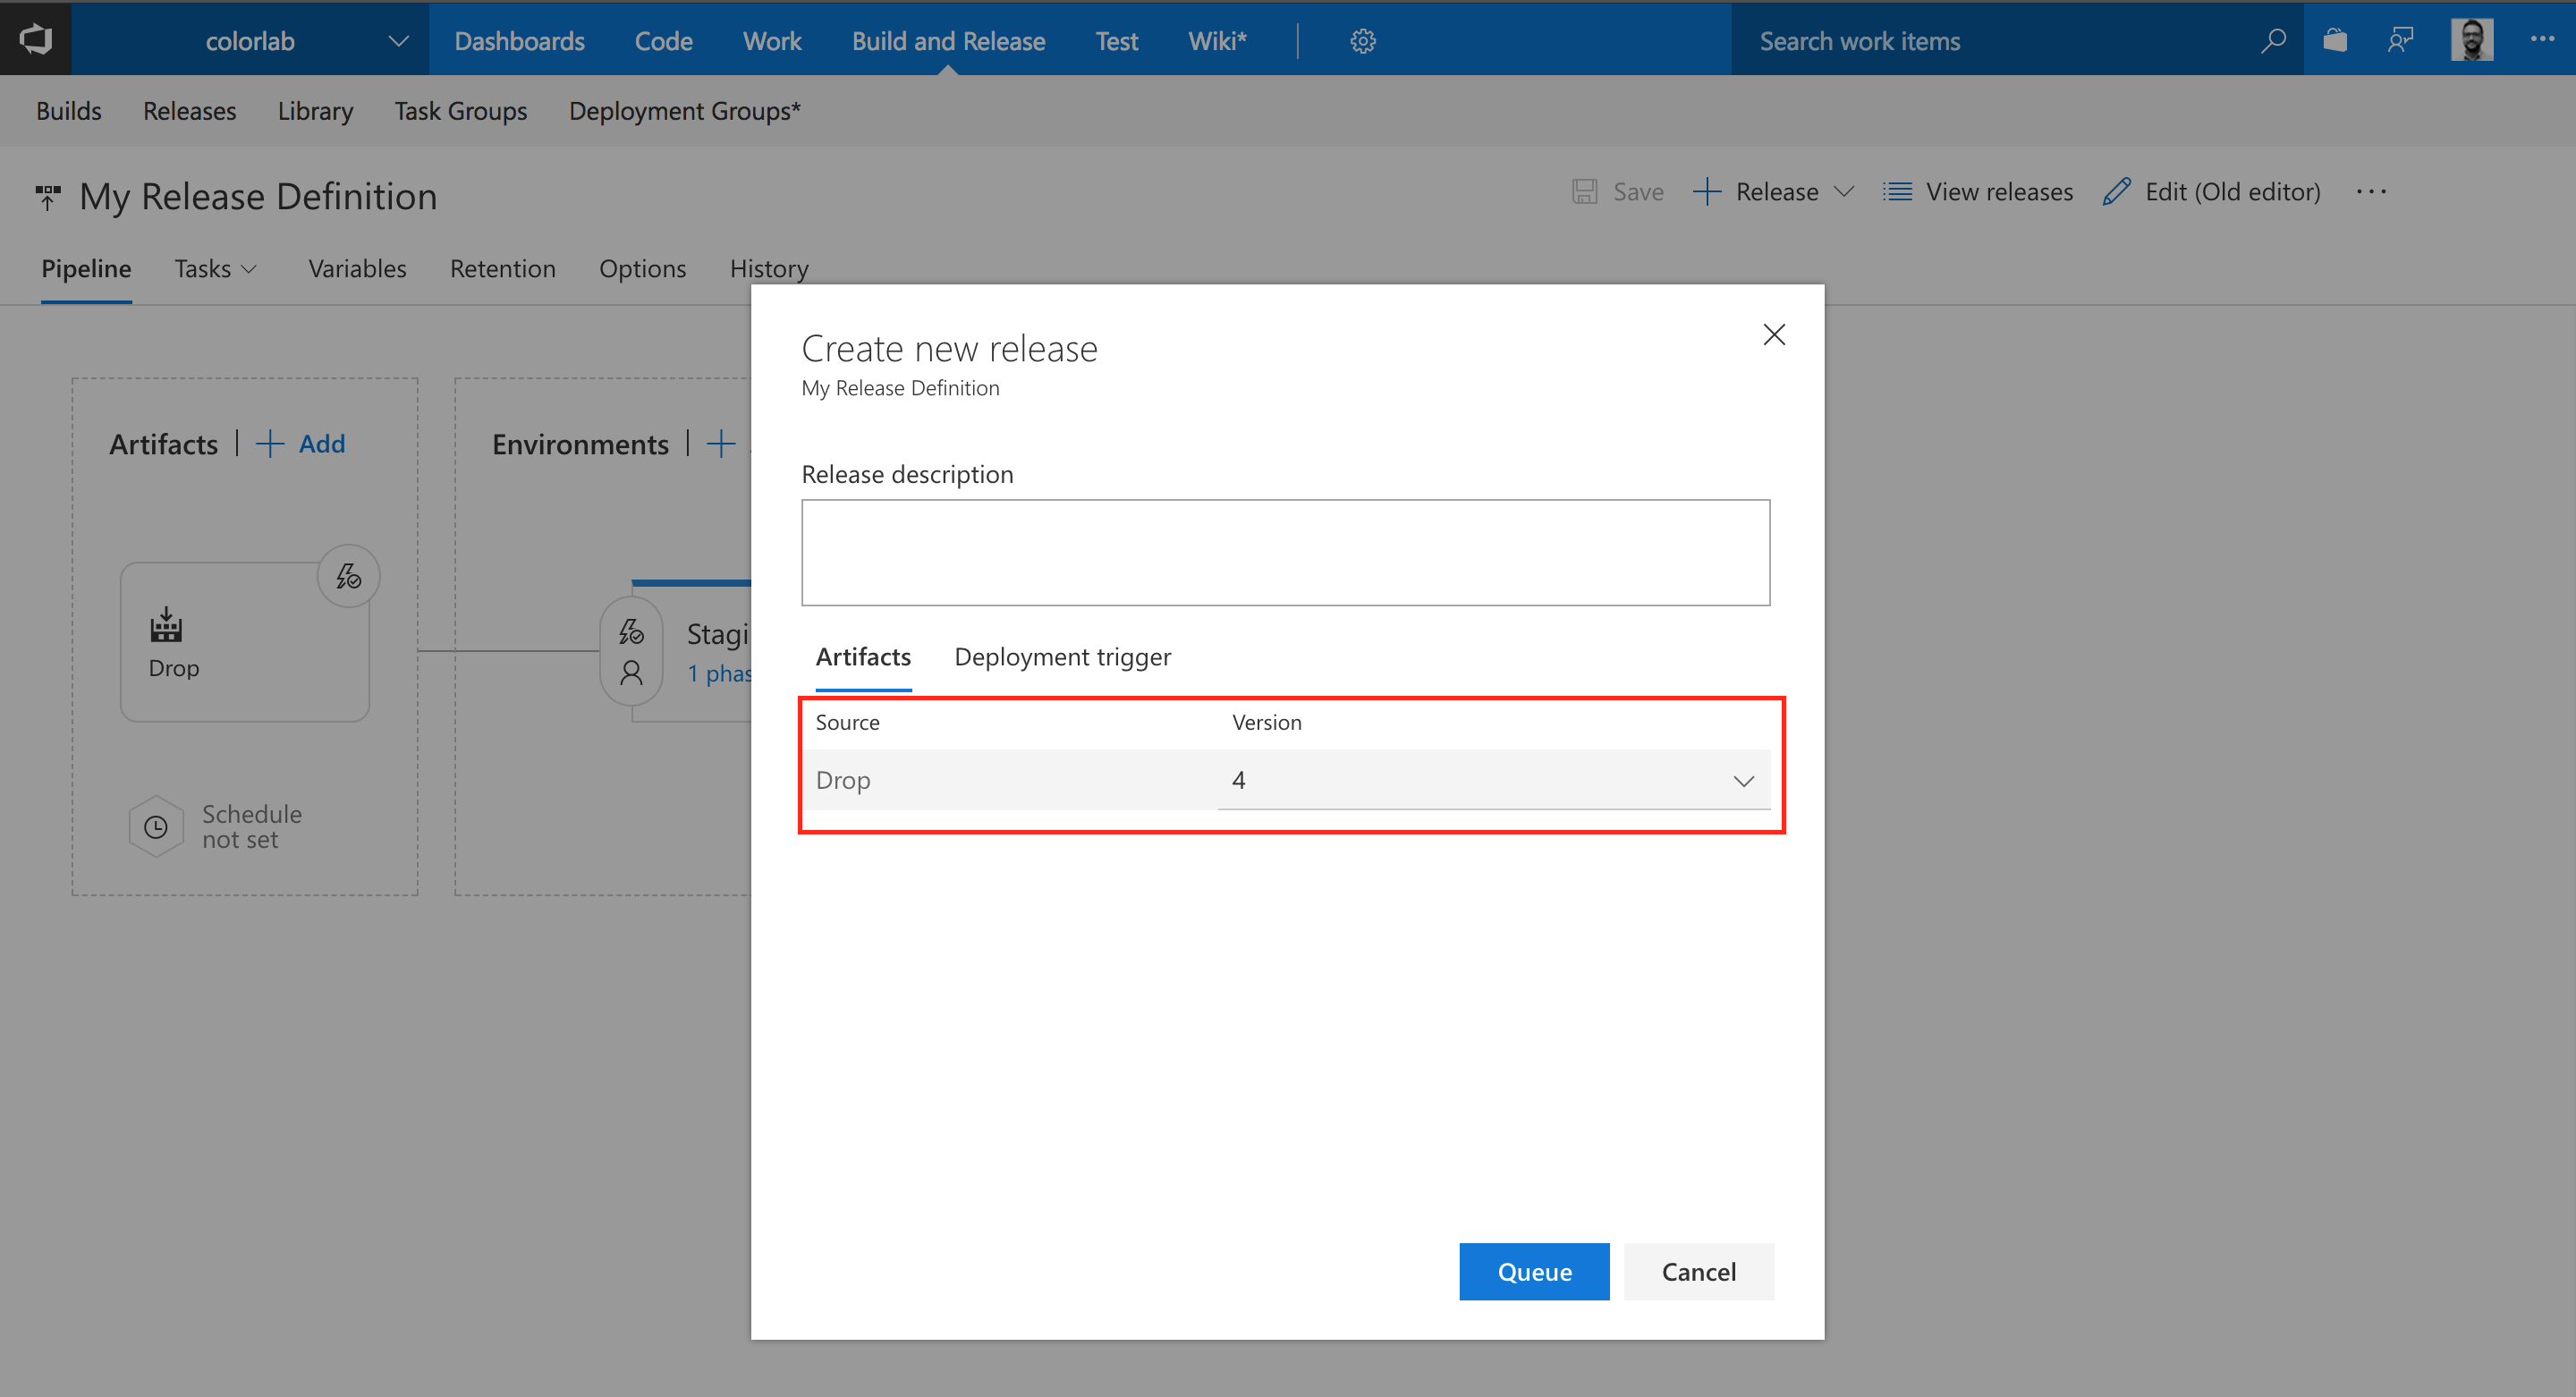 colorlab Dashboards Code Work Build and Release Test Wiki* Search work items
Builds Releases Library Task Groups Deployment Groups*
My Release Definition Save Release View releases Edit (Old editor)
Pipeline Tasks Variables Retention Options History
Artifacts Add
Drop
Schedule
not set
Environments
Stagi
1 phas
Create new release
My Release Definition
Release description
Artifacts Deployment trigger
Source Version
Drop 4
Queue Cancel